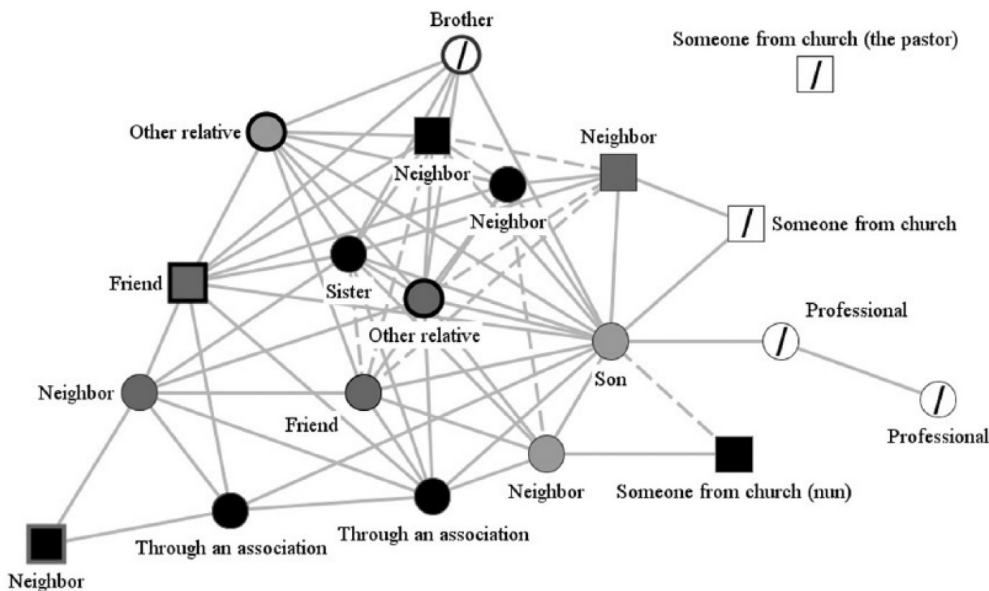 Brother
Someone from church (the pastor)
Other relative
Neighbor
Neighbor
Neighbor
Someone from church
Friend
Sister
Other relative
Professional
Neighbor
Friend
Son
Professional
Neighbor
Someone from church (nun)
Through an association
Through an association
Neighbor